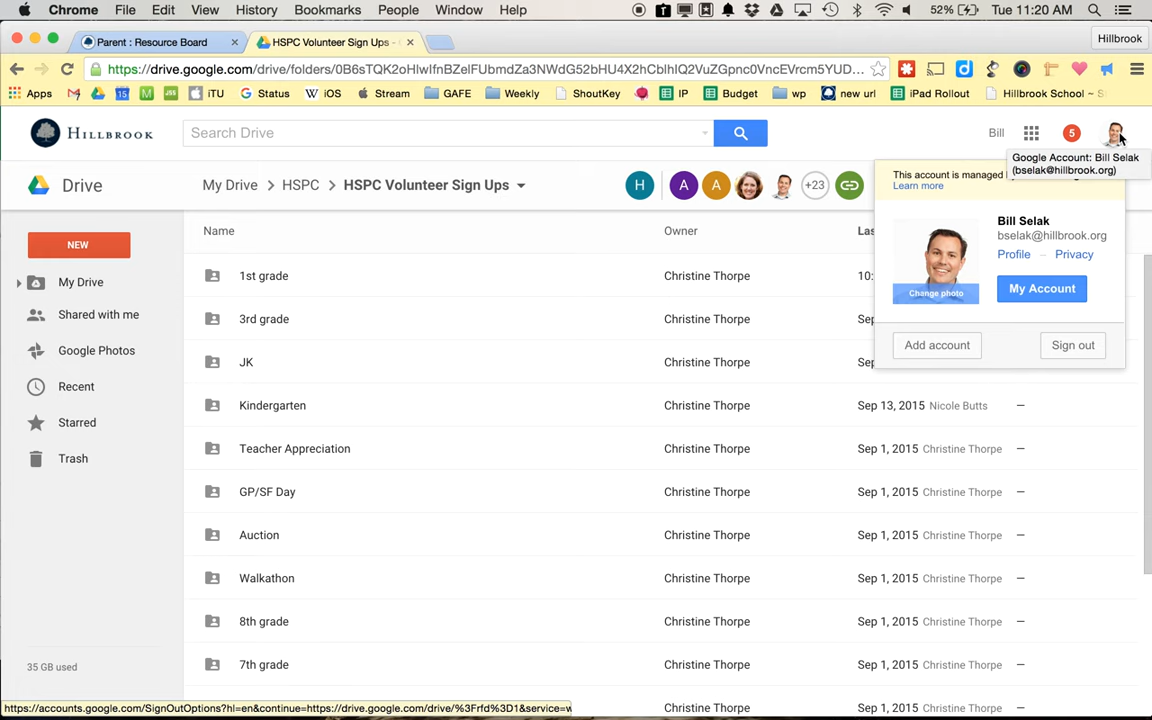 Chrome File Edit View History Bookmarks People Window Help 52% Tue 11:20 AM
Parent : Resource Board HSPC Volunteer Sign Ups - Hillbrook
https://drive.google.com/drive/folders/0B6sTQK2oHlwlfnBZelFUbmdZa3NWdG52bHU4X2hCblhIQ2VuZGpnc0VncEVrcm5YUD...
Apps 15 iTU Status iOS Stream GAFE Weekly ShoutKey IP Budget wp new url iPad Rollout Hillbrook School ~ S
HILLBROOK Search Drive Bill 5
Google Account: Bill Selak
(bselak@hillbrook.org)
Drive My Drive > HSPC > HSPC Volunteer Sign Ups H A A +23
This account is managed
Learn more
Name Owner Las
NEW
Bill Selak
bselak@hillbrook.org
Profile – Privacy
My Account
Change photo
Add account Sign out
My Drive
Shared with me
Google Photos
Recent
Starred
Trash
35 GB used
1st grade Christine Thorpe 10:
3rd grade Christine Thorpe Sep
JK Christine Thorpe Sep
Kindergarten Christine Thorpe Sep 13, 2015 Nicole Butts —
Teacher Appreciation Christine Thorpe Sep 1, 2015 Christine Thorpe —
GP/SF Day Christine Thorpe Sep 1, 2015 Christine Thorpe —
Auction Christine Thorpe Sep 1, 2015 Christine Thorpe —
Walkathon Christine Thorpe Sep 1, 2015 Christine Thorpe —
8th grade Christine Thorpe Sep 1, 2015 Christine Thorpe —
7th grade Christine Thorpe Sep 1, 2015 Christine Thorpe —
https://accounts.google.com/SignOutOptions?hl=en&continue=https://drive.google.com/drive/%3Frfd%3D1&service=w